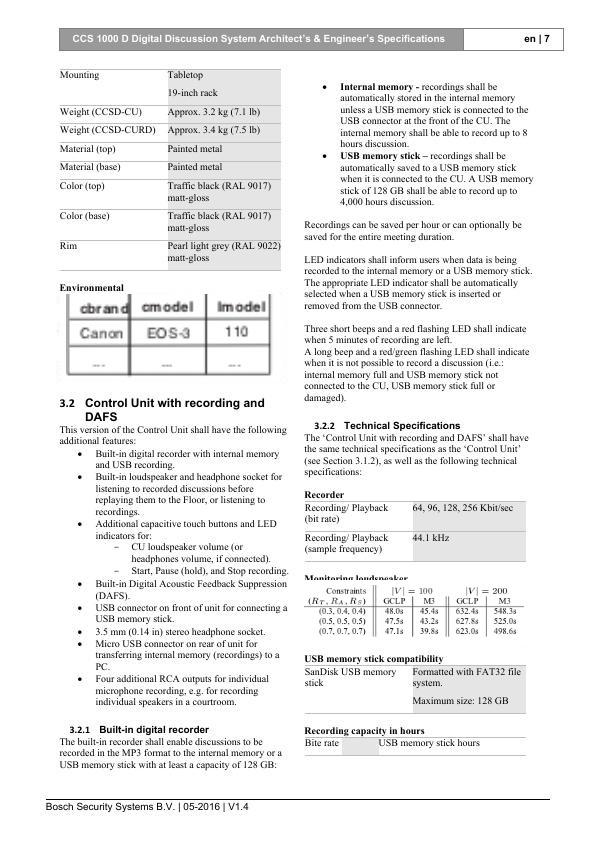 CCS 1000 D Digital Discussion System Architect's & Engineer's Specifications en | 7
Mounting Tabletop
19-inch rack
Weight (CCSD-CU) Approx. 3.2 kg (7.1 lb)
Weight (CCSD-CURD) Approx. 3.4 kg (7.5 lb)
Material (top) Painted metal
Material (base) Painted metal
Color (top) Traffic black (RAL 9017)
matt-gloss
Color (base) Traffic black (RAL 9017)
matt-gloss
Rim Pearl light grey (RAL 9022)
matt-gloss
Environmental
cbrand cmodel lmodel
Canon EOS-3 110
... ... ...
3.2 Control Unit with recording and
DAFS
This version of the Control Unit shall have the following
additional features:
• Built-in digital recorder with internal memory
and USB recording.
• Built-in loudspeaker and headphone socket for
listening to recorded discussions before
replaying them to the Floor, or listening to
recordings.
• Additional capacitive touch buttons and LED
indicators for:
– CU loudspeaker volume (or
headphones volume, if connected).
– Start, Pause (hold), and Stop recording.
• Built-in Digital Acoustic Feedback Suppression
(DAFS).
• USB connector on front of unit for connecting a
USB memory stick.
• 3.5 mm (0.14 in) stereo headphone socket.
• Micro USB connector on rear of unit for
transferring internal memory (recordings) to a
PC.
• Four additional RCA outputs for individual
microphone recording, e.g. for recording
individual speakers in a courtroom.
3.2.1 Built-in digital recorder
The built-in recorder shall enable discussions to be
recorded in the MP3 format to the internal memory or a
USB memory stick with at least a capacity of 128 GB:
• Internal memory - recordings shall be
automatically stored in the internal memory
unless a USB memory stick is connected to the
USB connector at the front of the CU. The
internal memory shall be able to record up to 8
hours discussion.
• USB memory stick – recordings shall be
automatically saved to a USB memory stick
when it is connected to the CU. A USB memory
stick of 128 GB shall be able to record up to
4,000 hours discussion.
Recordings can be saved per hour or can optionally be
saved for the entire meeting duration.
LED indicators shall inform users when data is being
recorded to the internal memory or a USB memory stick.
The appropriate LED indicator shall be automatically
selected when a USB memory stick is inserted or
removed from the USB connector.
Three short beeps and a red flashing LED shall indicate
when 5 minutes of recording are left.
A long beep and a red/green flashing LED shall indicate
when it is not possible to record a discussion (i.e.:
internal memory full and USB memory stick not
connected to the CU, USB memory stick full or
damaged).
3.2.2 Technical Specifications
The 'Control Unit with recording and DAFS' shall have
the same technical specifications as the 'Control Unit'
(see Section 3.1.2), as well as the following technical
specifications:
Recorder
Recording/ Playback 64, 96, 128, 256 Kbit/sec
(bit rate)
Recording/ Playback 44.1 kHz
(sample frequency)
Monitoring loudspeaker
Constraints |V| = 100 |V| = 200
(R_T, R_A, R_S) GCLP M3 GCLP M3
(0.3, 0.4, 0.4) 48.0s 45.4s 632.4s 548.3s
(0.5, 0.5, 0.5) 47.5s 43.2s 627.8s 525.0s
(0.7, 0.7, 0.7) 47.1s 39.8s 623.0s 498.6s
USB memory stick compatibility
SanDisk USB memory Formatted with FAT32 file
stick system.
Maximum size: 128 GB
Recording capacity in hours
Bite rate USB memory stick hours
Bosch Security Systems B.V. | 05-2016 | V1.4